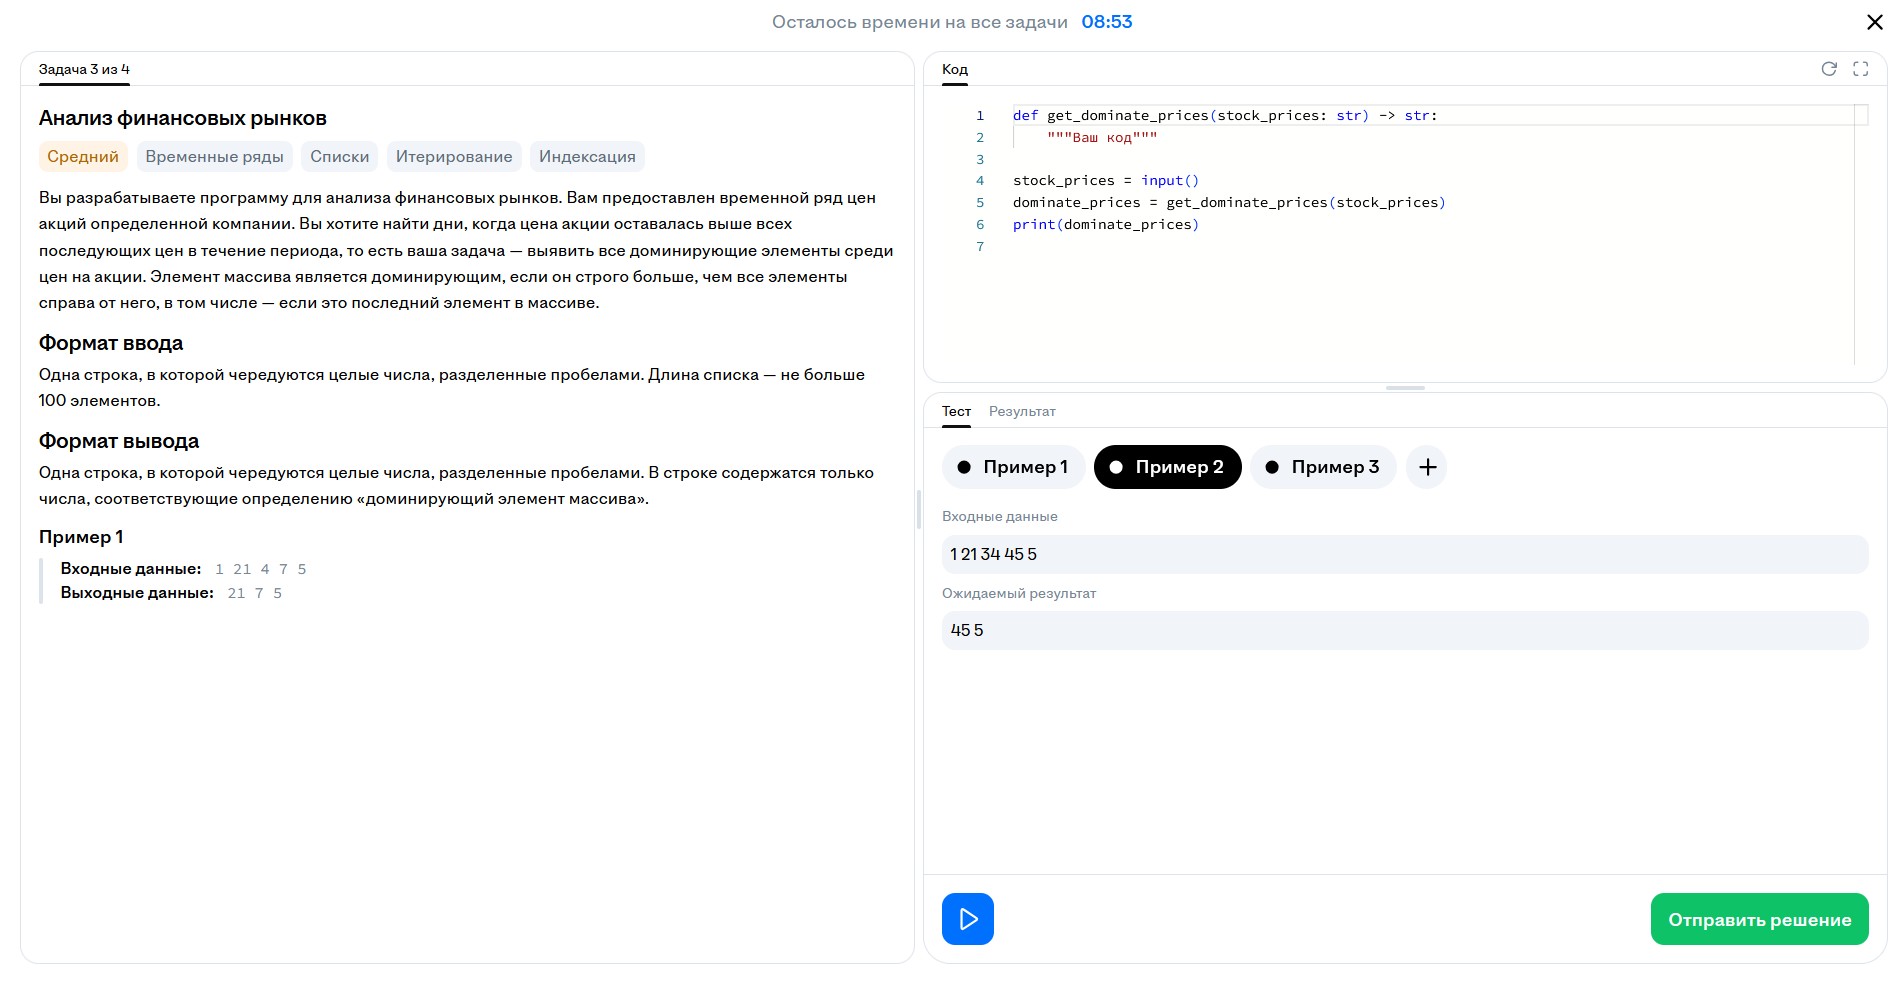 Осталось времени на все задачи 08:53
Задача 3 из 4
Анализ финансовых рынков
Средний Временные ряды Списки Итерирование Индексация
Вы разрабатываете программу для анализа финансовых рынков. Вам предоставлен временной ряд цен
акций определенной компании. Вы хотите найти дни, когда цена акции оставалась выше всех
последующих цен в течение периода, то есть ваша задача — выявить все доминирующие элементы среди
цен на акции. Элемент массива является доминирующим, если он строго больше, чем все элементы
справа от него, в том числе — если это последний элемент в массиве.
Формат ввода
Одна строка, в которой чередуются целые числа, разделенные пробелами. Длина списка — не больше
100 элементов.
Формат вывода
Одна строка, в которой чередуются целые числа, разделенные пробелами. В строке содержатся только
числа, соответствующие определению «доминирующий элемент массива».
Пример 1
Входные данные: 1 21 4 7 5
Выходные данные: 21 7 5
Код
1 def get_dominate_prices(stock_prices: str) -> str:
2     """Ваш код"""
3
4 stock_prices = input()
5 dominate_prices = get_dominate_prices(stock_prices)
6 print(dominate_prices)
7
Тест Результат
Пример 1 Пример 2 Пример 3
Входные данные
1 21 34 45 5
Ожидаемый результат
45 5
Отправить решение